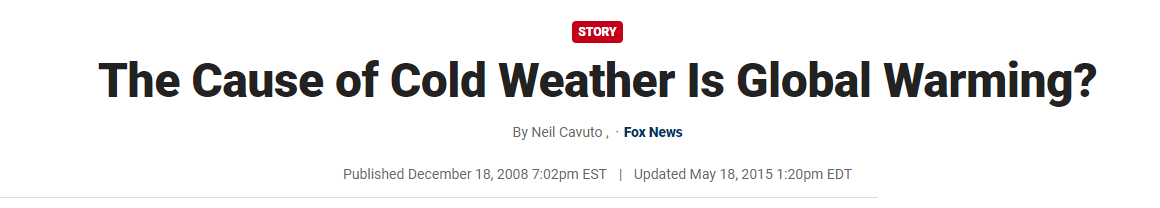 STORY
The Cause of Cold Weather Is Global Warming?
By Neil Cavuto , · Fox News
Published December 18, 2008 7:02pm EST | Updated May 18, 2015 1:20pm EDT